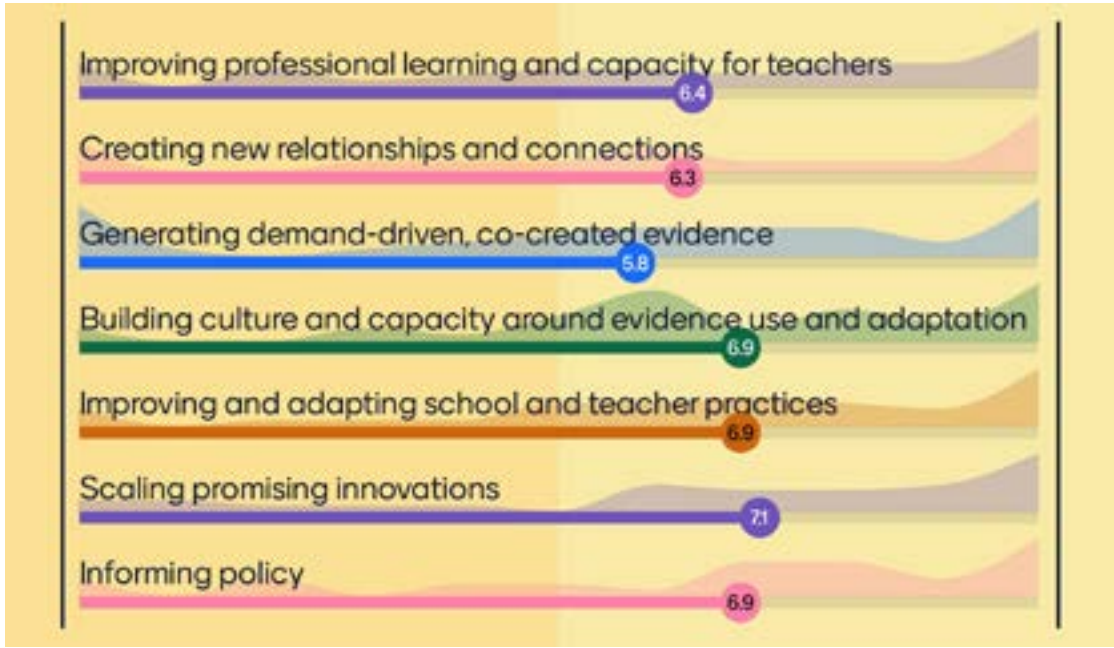 Improving professional learning and capacity for teachers
6.4
Creating new relationships and connections
6.3
Generating demand-driven, co-created evidence
5.8
Building culture and capacity around evidence use and adaptation
6.9
Improving and adapting school and teacher practices
6.9
Scaling promising innovations
7.1
Informing policy
6.9